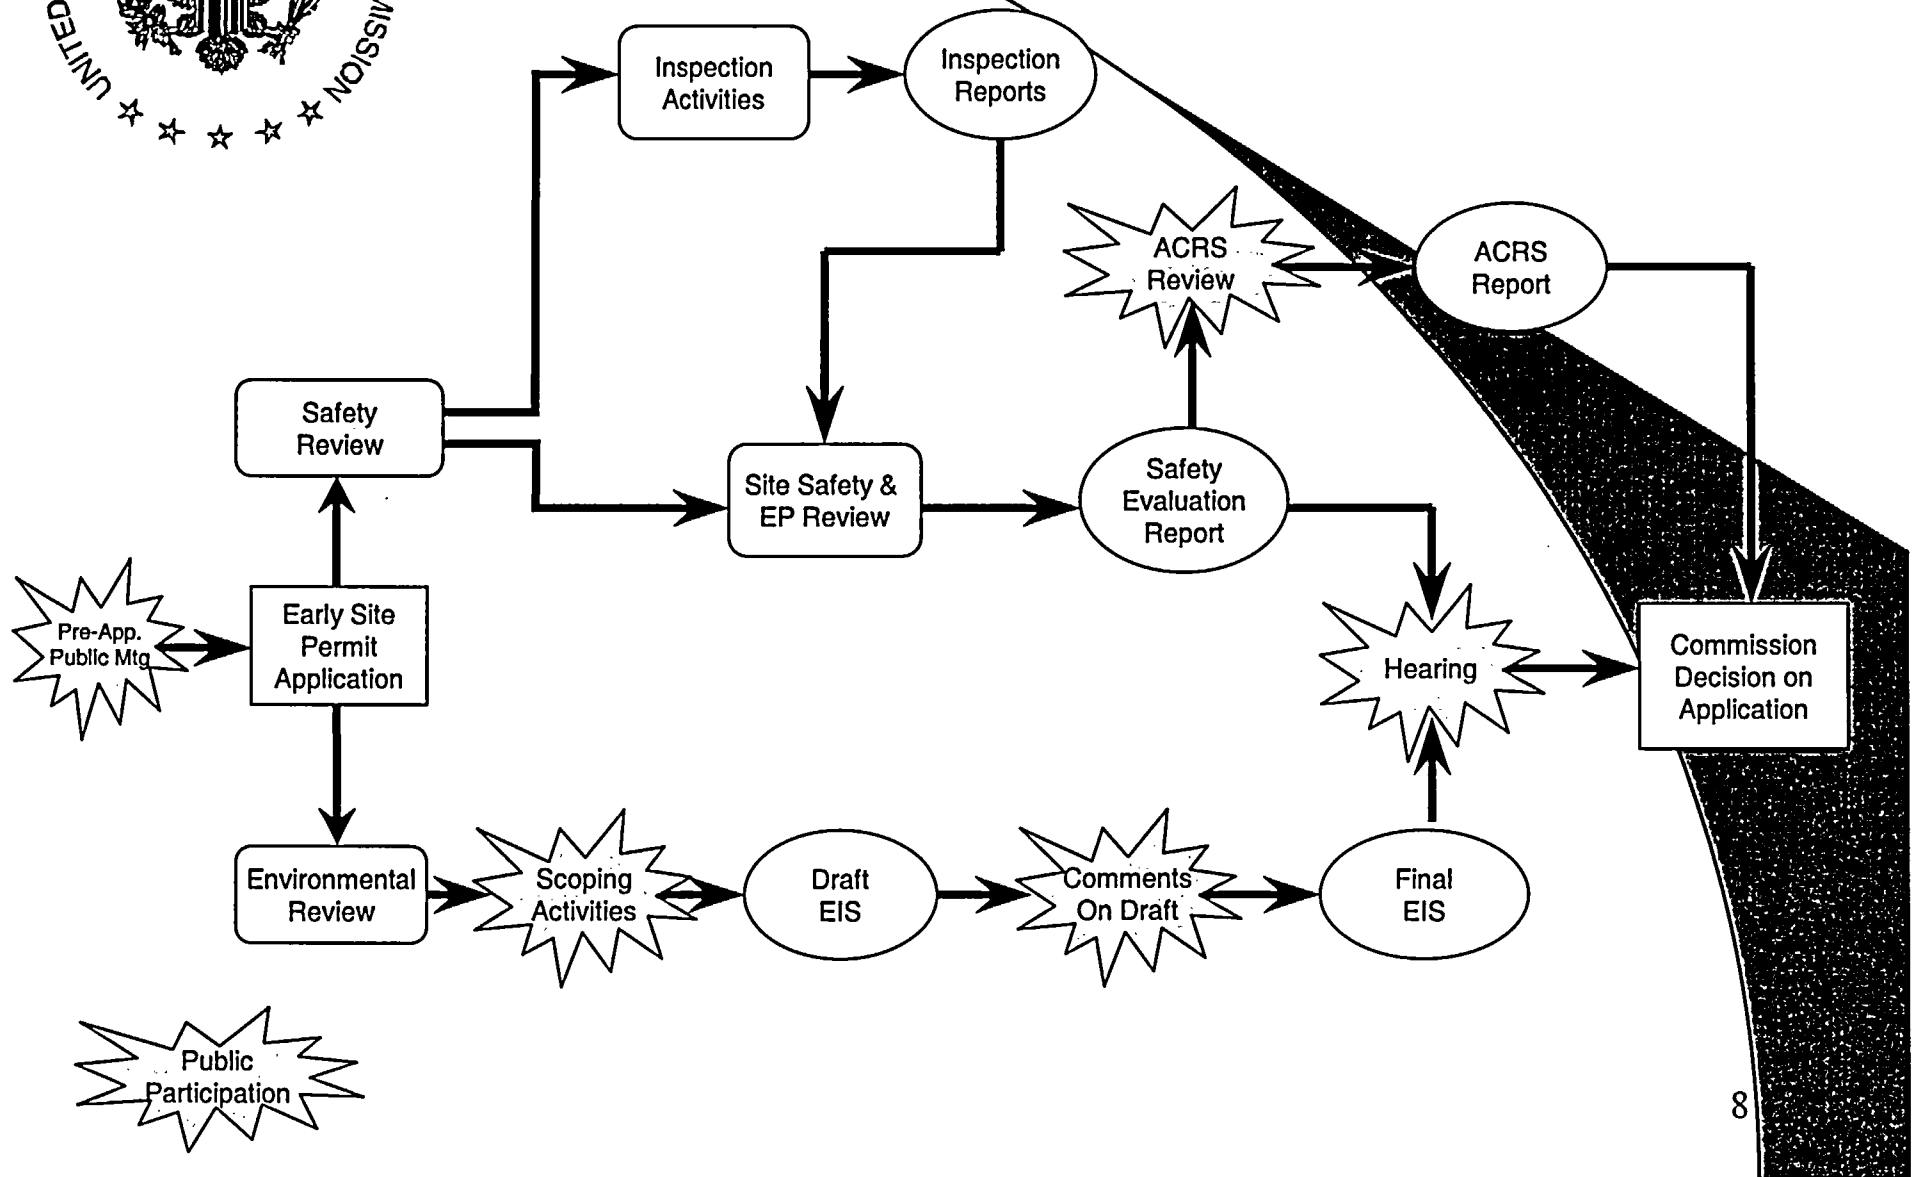 UNITED
MISSION
Inspection
Activities
Inspection
Reports
ACRS
Review
ACRS
Report
Safety
Review
Site Safety &
EP Review
Safety
Evaluation
Report
Pre-App.
Public Mtg
Early Site
Permit
Application
Hearing
Commission
Decision on
Application
Environmental
Review
Scoping
Activities
Draft
EIS
Comments
On Draft
Final
EIS
Public
Participation
8